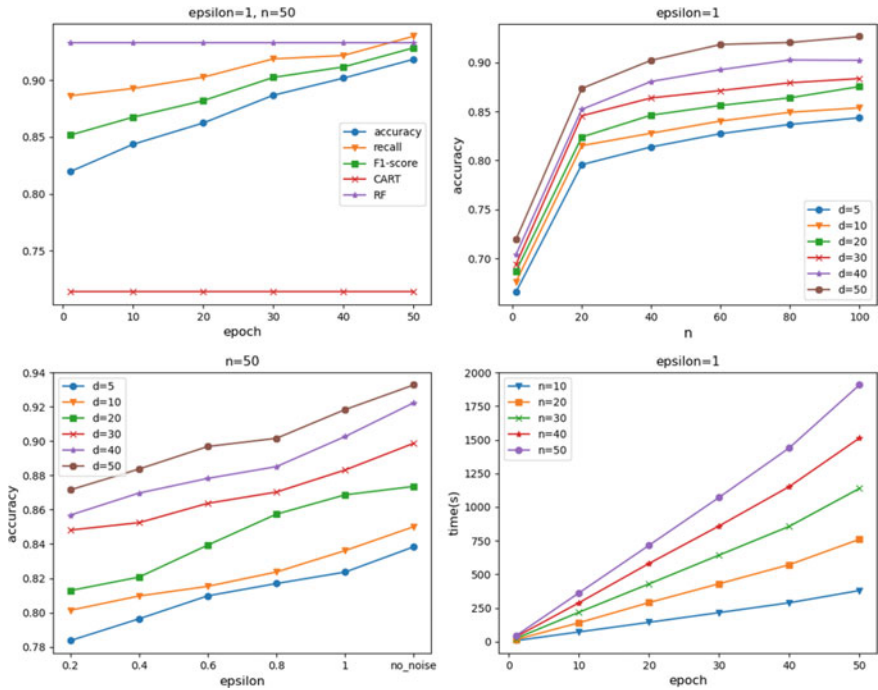 epsilon=1, n=50
0.90
0.85
0.80
0.75
accuracy
recall
F1-score
CART
RF
0 10 20 30 40 50
epoch
epsilon=1
accuracy
0.90
0.85
0.80
0.75
0.70
d=5
d=10
d=20
d=30
d=40
d=50
0 20 40 60 80 100
n
n=50
accuracy
0.94
0.92
0.90
0.88
0.86
0.84
0.82
0.80
0.78
d=5
d=10
d=20
d=30
d=40
d=50
0.2 0.4 0.6 0.8 1 no_noise
epsilon
epsilon=1
time(s)
2000
1750
1500
1250
1000
750
500
250
0
n=10
n=20
n=30
n=40
n=50
0 10 20 30 40 50
epoch